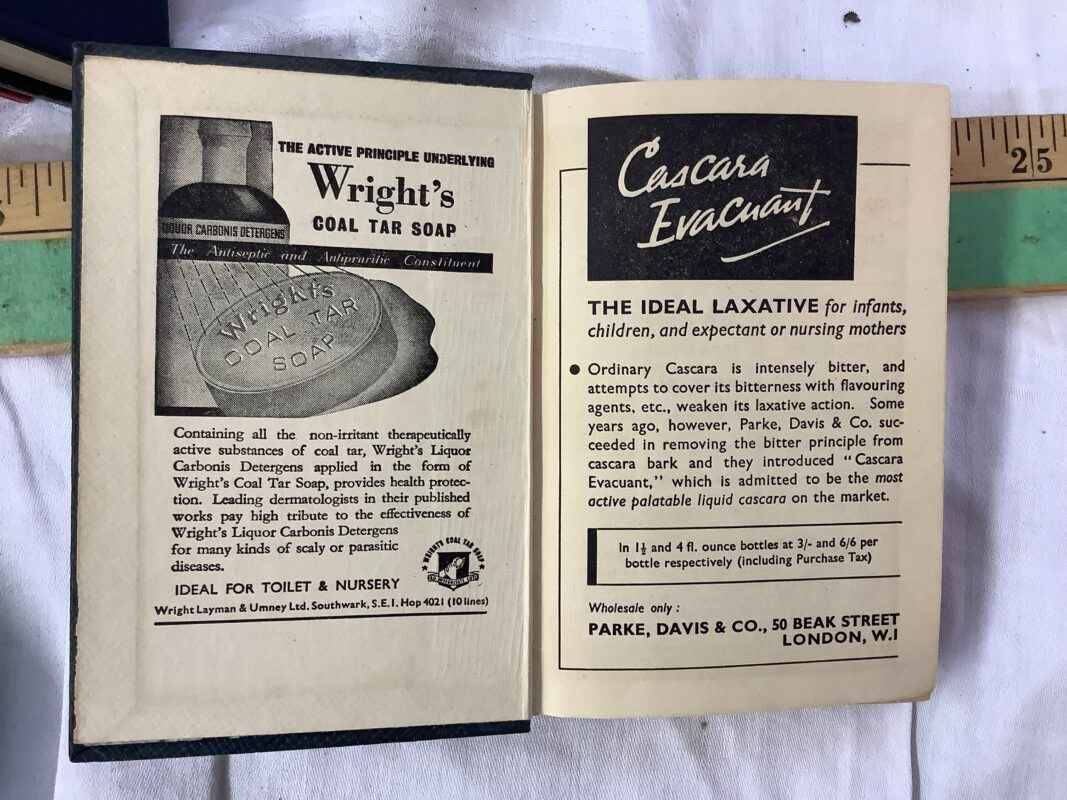 THE ACTIVE PRINCIPLE UNDERLYING
Wright's
COAL TAR SOAP
LIQUOR CARBONIS DETERGENS
The Antiseptic and Antipruritic Constituent
Wright's
COAL TAR
SOAP
Containing all the non-irritant therapeutically
active substances of coal tar, Wright's Liquor
Carbonis Detergens applied in the form of
Wright's Coal Tar Soap, provides health protec-
tion. Leading dermatologists in their published
works pay high tribute to the effectiveness of
Wright's Liquor Carbonis Detergens
for many kinds of scaly or parasitic
diseases.
WRIGHT'S COAL TAR SOAP
IDEAL FOR TOILET & NURSERY
Wright Layman & Umney Ltd. Southwark, S.E.1. Hop 4021 (10 lines)
Cascara
Evacuant
THE IDEAL LAXATIVE for infants,
children, and expectant or nursing mothers
● Ordinary Cascara is intensely bitter, and
attempts to cover its bitterness with flavouring
agents, etc., weaken its laxative action. Some
years ago, however, Parke, Davis & Co. suc-
ceeded in removing the bitter principle from
cascara bark and they introduced "Cascara
Evacuant," which is admitted to be the most
active palatable liquid cascara on the market.
In 1½ and 4 fl. ounce bottles at 3/- and 6/6 per
bottle respectively (including Purchase Tax)
Wholesale only :
PARKE, DAVIS & CO., 50 BEAK STREET
LONDON, W.1
25